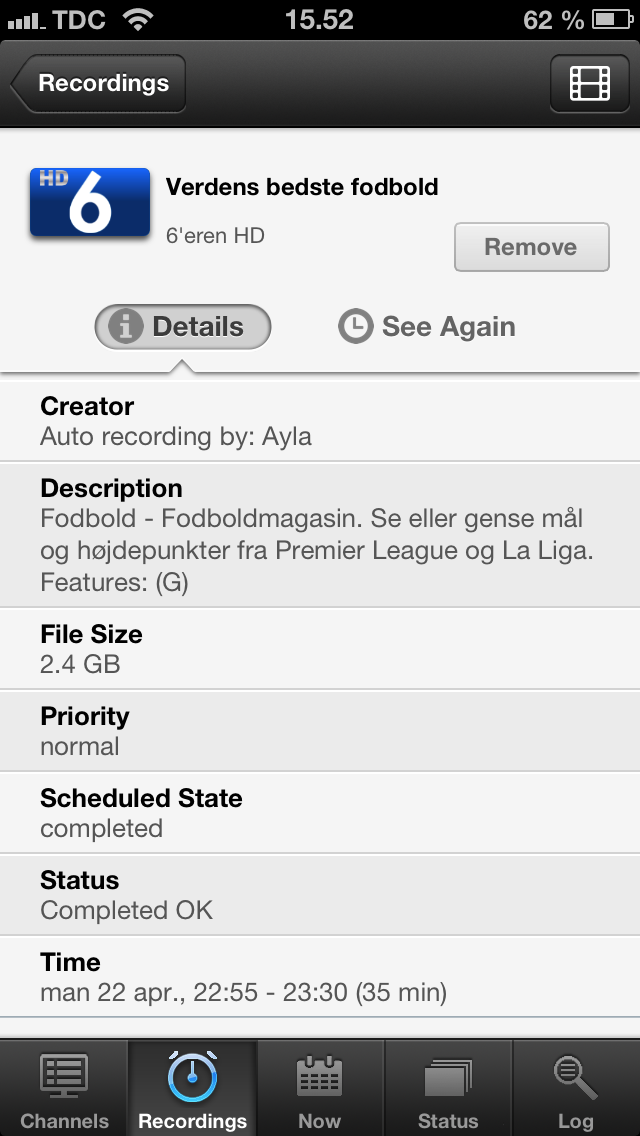 TDC 15.52 62 %
Recordings
HD
6
Verdens bedste fodbold
6'eren HD
Remove
Details See Again
Creator
Auto recording by: Ayla
Description
Fodbold - Fodboldmagasin. Se eller gense mål
og højdepunkter fra Premier League og La Liga.
Features: (G)
File Size
2.4 GB
Priority
normal
Scheduled State
completed
Status
Completed OK
Time
man 22 apr., 22:55 - 23:30 (35 min)
Channels Recordings Now Status Log